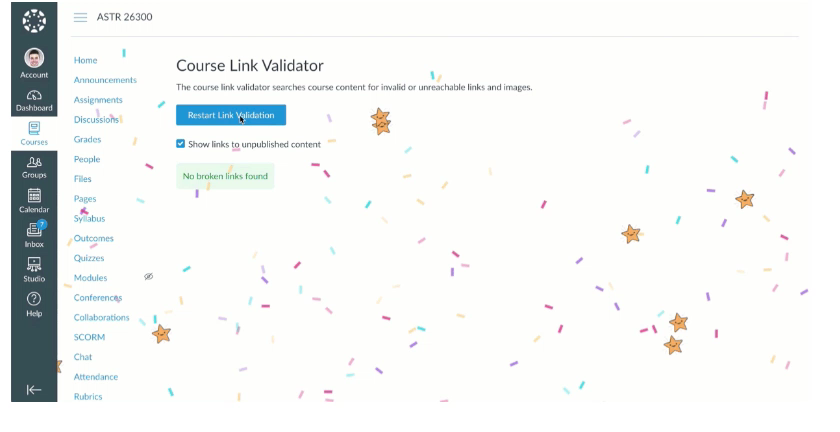 ASTR 26300
Account
Dashboard
Courses
Groups
Calendar
7
Inbox
Studio
Help
Home
Announcements
Assignments
Discussions
Grades
People
Files
Pages
Syllabus
Outcomes
Quizzes
Modules
Conferences
Collaborations
SCORM
Chat
Attendance
Rubrics
Course Link Validator
The course link validator searches course content for invalid or unreachable links and images.
Restart Link Validation
Show links to unpublished content
No broken links found